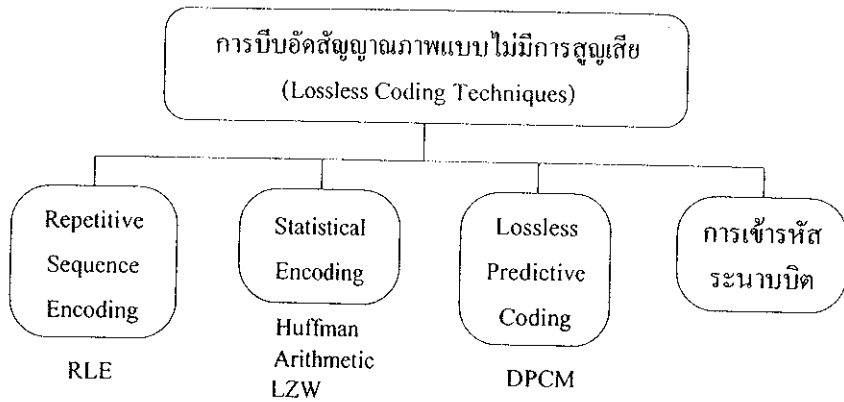 การบีบอัดสัญญาณภาพแบบไม่มีการสูญเสีย
(Lossless Coding Techniques)
Repetitive
Sequence
Encoding
RLE
Statistical
Encoding
Huffman
Arithmetic
LZW
Lossless
Predictive
Coding
DPCM
การเข้ารหัส
ระนาบบิต